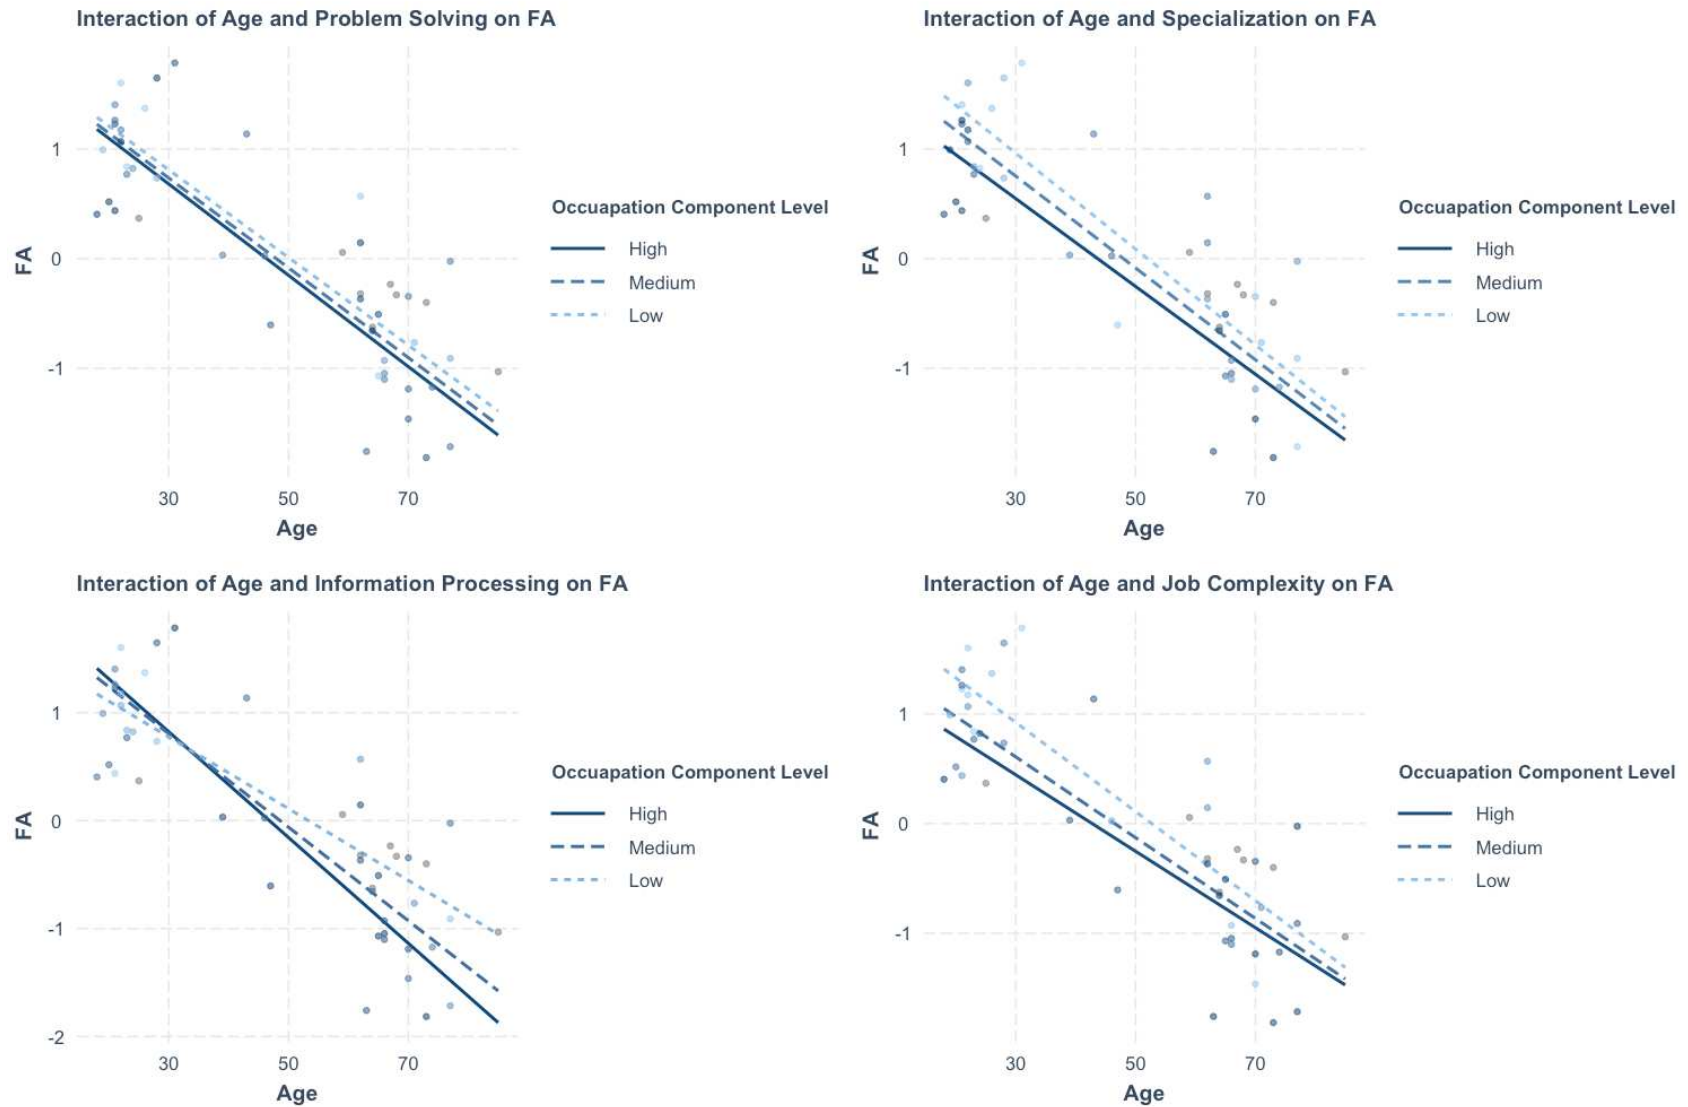 Interaction of Age and Problem Solving on FA
1
0
-1
FA
30
50
70
Age
Occuapation Component Level
High
Medium
Low
Interaction of Age and Specialization on FA
1
0
-1
FA
30
50
70
Age
Occuapation Component Level
High
Medium
Low
Interaction of Age and Information Processing on FA
1
0
-1
-2
FA
30
50
70
Age
Occuapation Component Level
High
Medium
Low
Interaction of Age and Job Complexity on FA
1
0
-1
FA
30
50
70
Age
Occuapation Component Level
High
Medium
Low